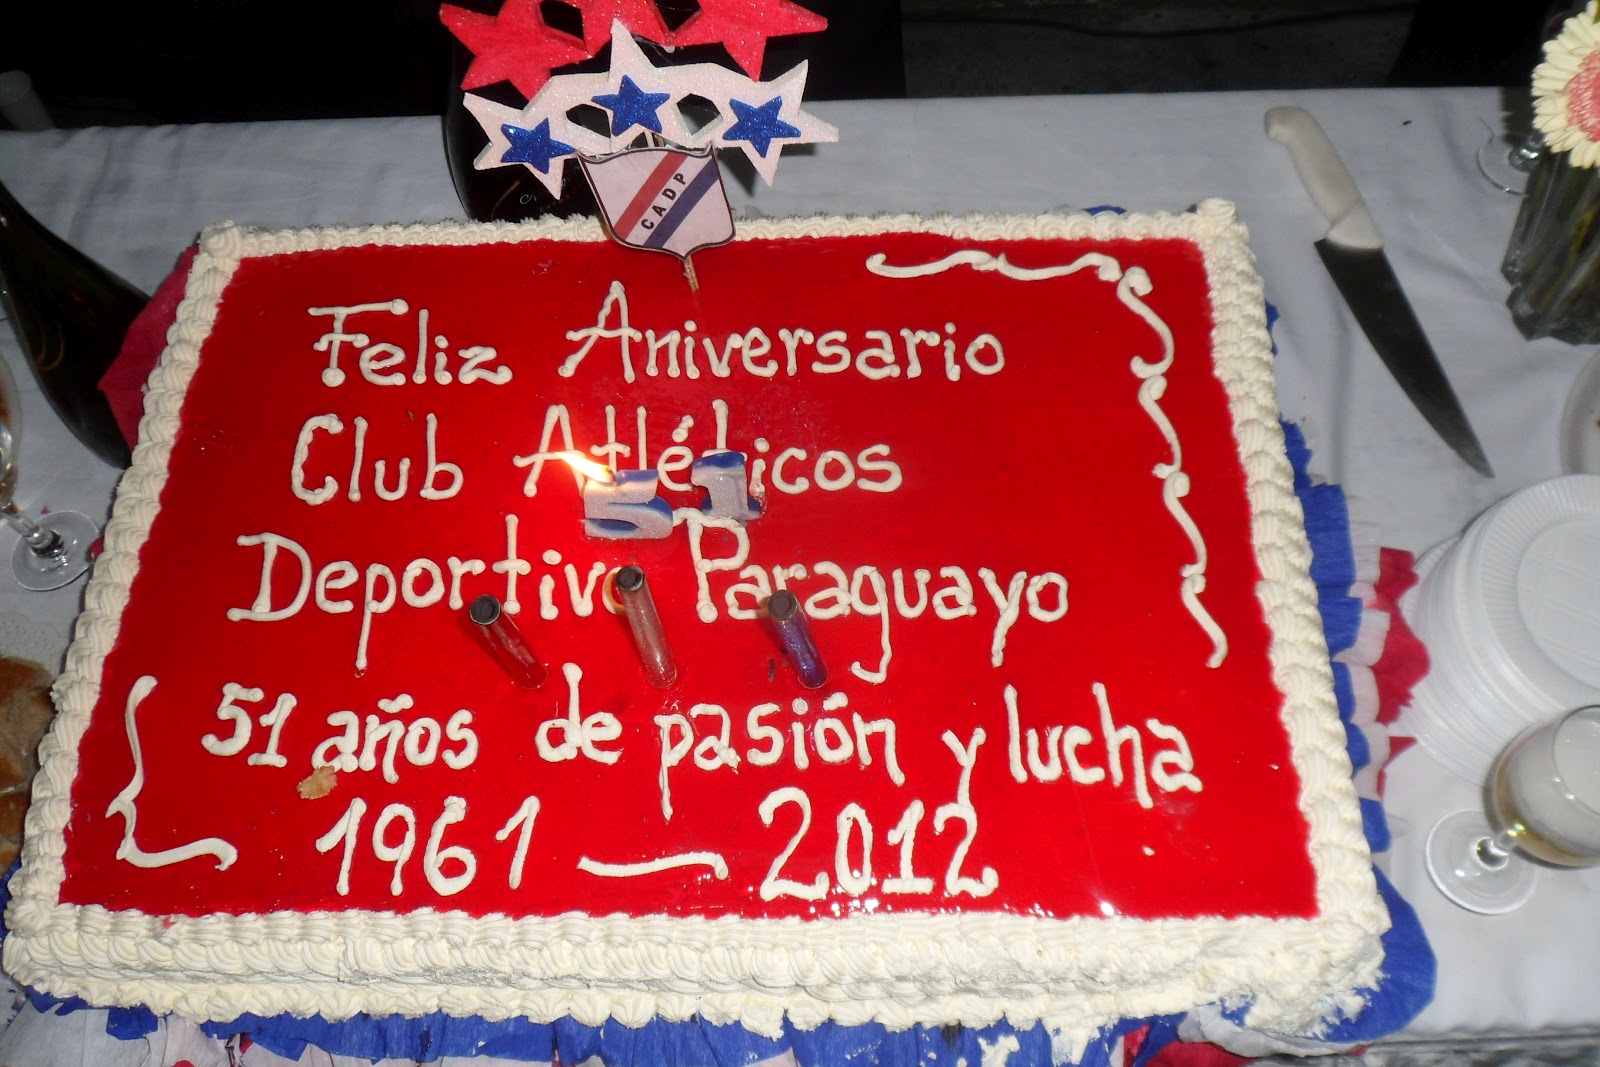 CADP
Feliz Aniversario
Club Atléticos
Deportivo Paraguayo
51
51 años de pasión y lucha
1961 — 2012